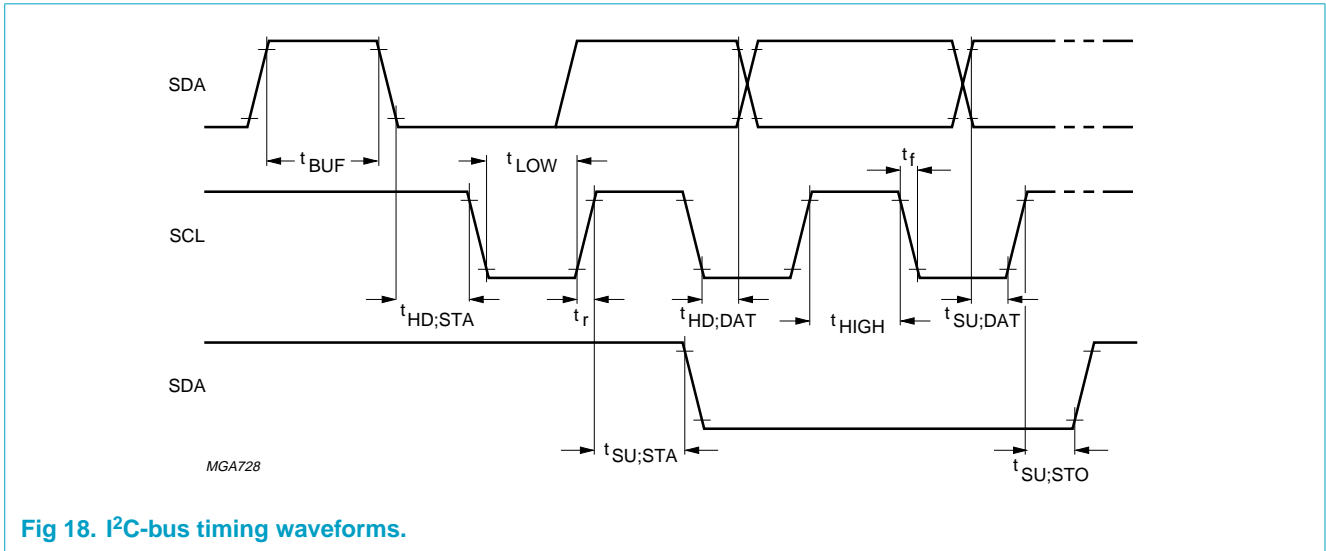 SDA
t BUF
t LOW
t f
SCL
t HD;STA
t r
t HD;DAT
t HIGH
t SU;DAT
SDA
t SU;STA
t SU;STO
MGA728
Fig 18. I²C-bus timing waveforms.